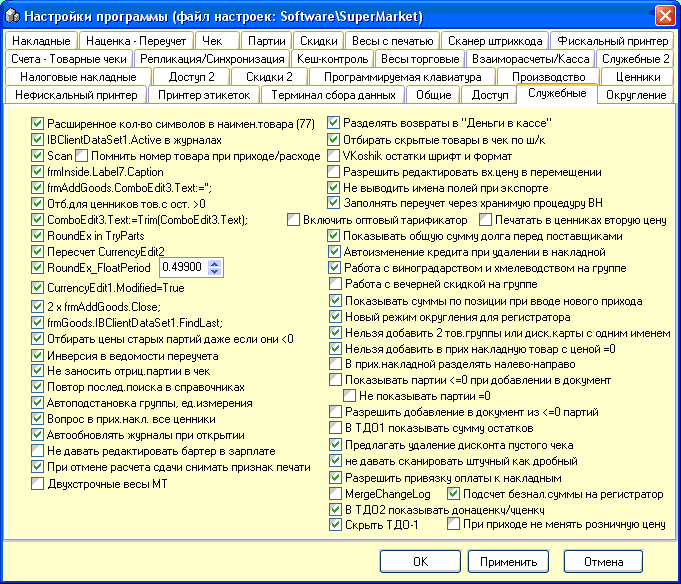 Настройки программы (файл настроек: Software\SuperMarket)
Накладные
Наценка - Переучет
Чек
Партии
Скидки
Весы с печатью
Сканер штрихкода
Фискальный принтер
Счета - Товарные чеки
Репликация/Синхронизация
Кеш-контроль
Весы торговые
Взаиморасчеты/Касса
Служебные 2
Налоговые накладные
Доступ 2
Скидки 2
Программируемая клавиатура
Производство
Ценники
Нефискальный принтер
Принтер этикеток
Терминал сбора данных
Общие
Доступ
Служебные
Округление
Расширенное кол-во символов в наимен.товара (77)
IBClientDataSet1.Active в журналах
Scan
Помнить номер товара при приходе/расходе
frmInside.Label7.Caption
frmAddGoods.ComboEdit3.Text:='';
Отб.для ценников тов.с ост. >0
ComboEdit3.Text:=Trim(ComboEdit3.Text);
RoundEx in TryParts
Пересчет CurrencyEdit2
RoundEx_FloatPeriod
0.49900
CurrencyEdit1.Modified=True
2 x frmAddGoods.Close;
frmGoods.IBClientDataSet1.FindLast;
Отбирать цены старых партий даже если они <0
Инверсия в ведомости переучета
Не заносить отриц.партии в чек
Повтор послед.поиска в справочниках
Автоподстановка группы, ед.измерения
Вопрос в прих.накл. все ценники
Автообновлять журналы при открытии
Не давать редактировать бартер в зарплате
При отмене расчета сдачи снимать признак печати
Двухстрочные весы МТ
Разделять возвраты в "Деньги в кассе"
Отбирать скрытые товары в чек по ш/к
VKoshik остатки шрифт и формат
Разрешить редактировать вх.цену в перемещении
Не выводить имена полей при экспорте
Заполнять переучет через хранимую процедуру ВН
Включить оптовый тарификатор
Печатать в ценниках вторую цену
Показывать общую сумму долга перед поставщиками
Автоизменение кредита при удалении в накладной
Работа с виноградарством и хмелеводством на группе
Работа с вечерней скидкой на группе
Показывать суммы по позиции при вводе нового прихода
Новый режим округления для регистратора
Нельзя добавить 2 тов.группы или диск.карты с одним именем
Нельзя добавить в прих накладную товар с ценой =0
В прих.накладной разделять налево-направо
Показывать партии <=0 при добавлении в документ
Не показывать партии =0
Разрешить добавление в документ из <=0 партий
В ТДО1 показывать сумму остатков
Предлагать удаление дисконта пустого чека
не давать сканировать штучный как дробный
Разрешить привязку оплаты к накладным
MergeChangeLog
Подсчет безнал.суммы на регистратор
В ТДО2 показывать донаценку/уценку
Скрыть ТДО-1
При приходе не менять розничную цену
OK
Применить
Отмена